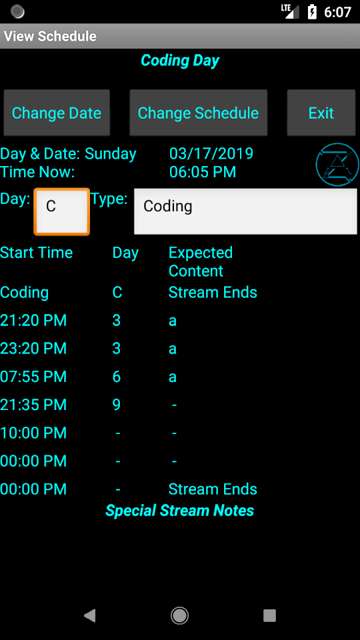 LTE 6:07
View Schedule
Coding Day
Change Date Change Schedule Exit
Day & Date: Sunday 03/17/2019
Time Now: 06:05 PM
Day: C Type: Coding
Start Time Day Expected
Content
Coding C Stream Ends
21:20 PM 3 a
23:20 PM 3 a
07:55 PM 6 a
21:35 PM 9 -
10:00 PM - -
00:00 PM - -
00:00 PM - Stream Ends
Special Stream Notes